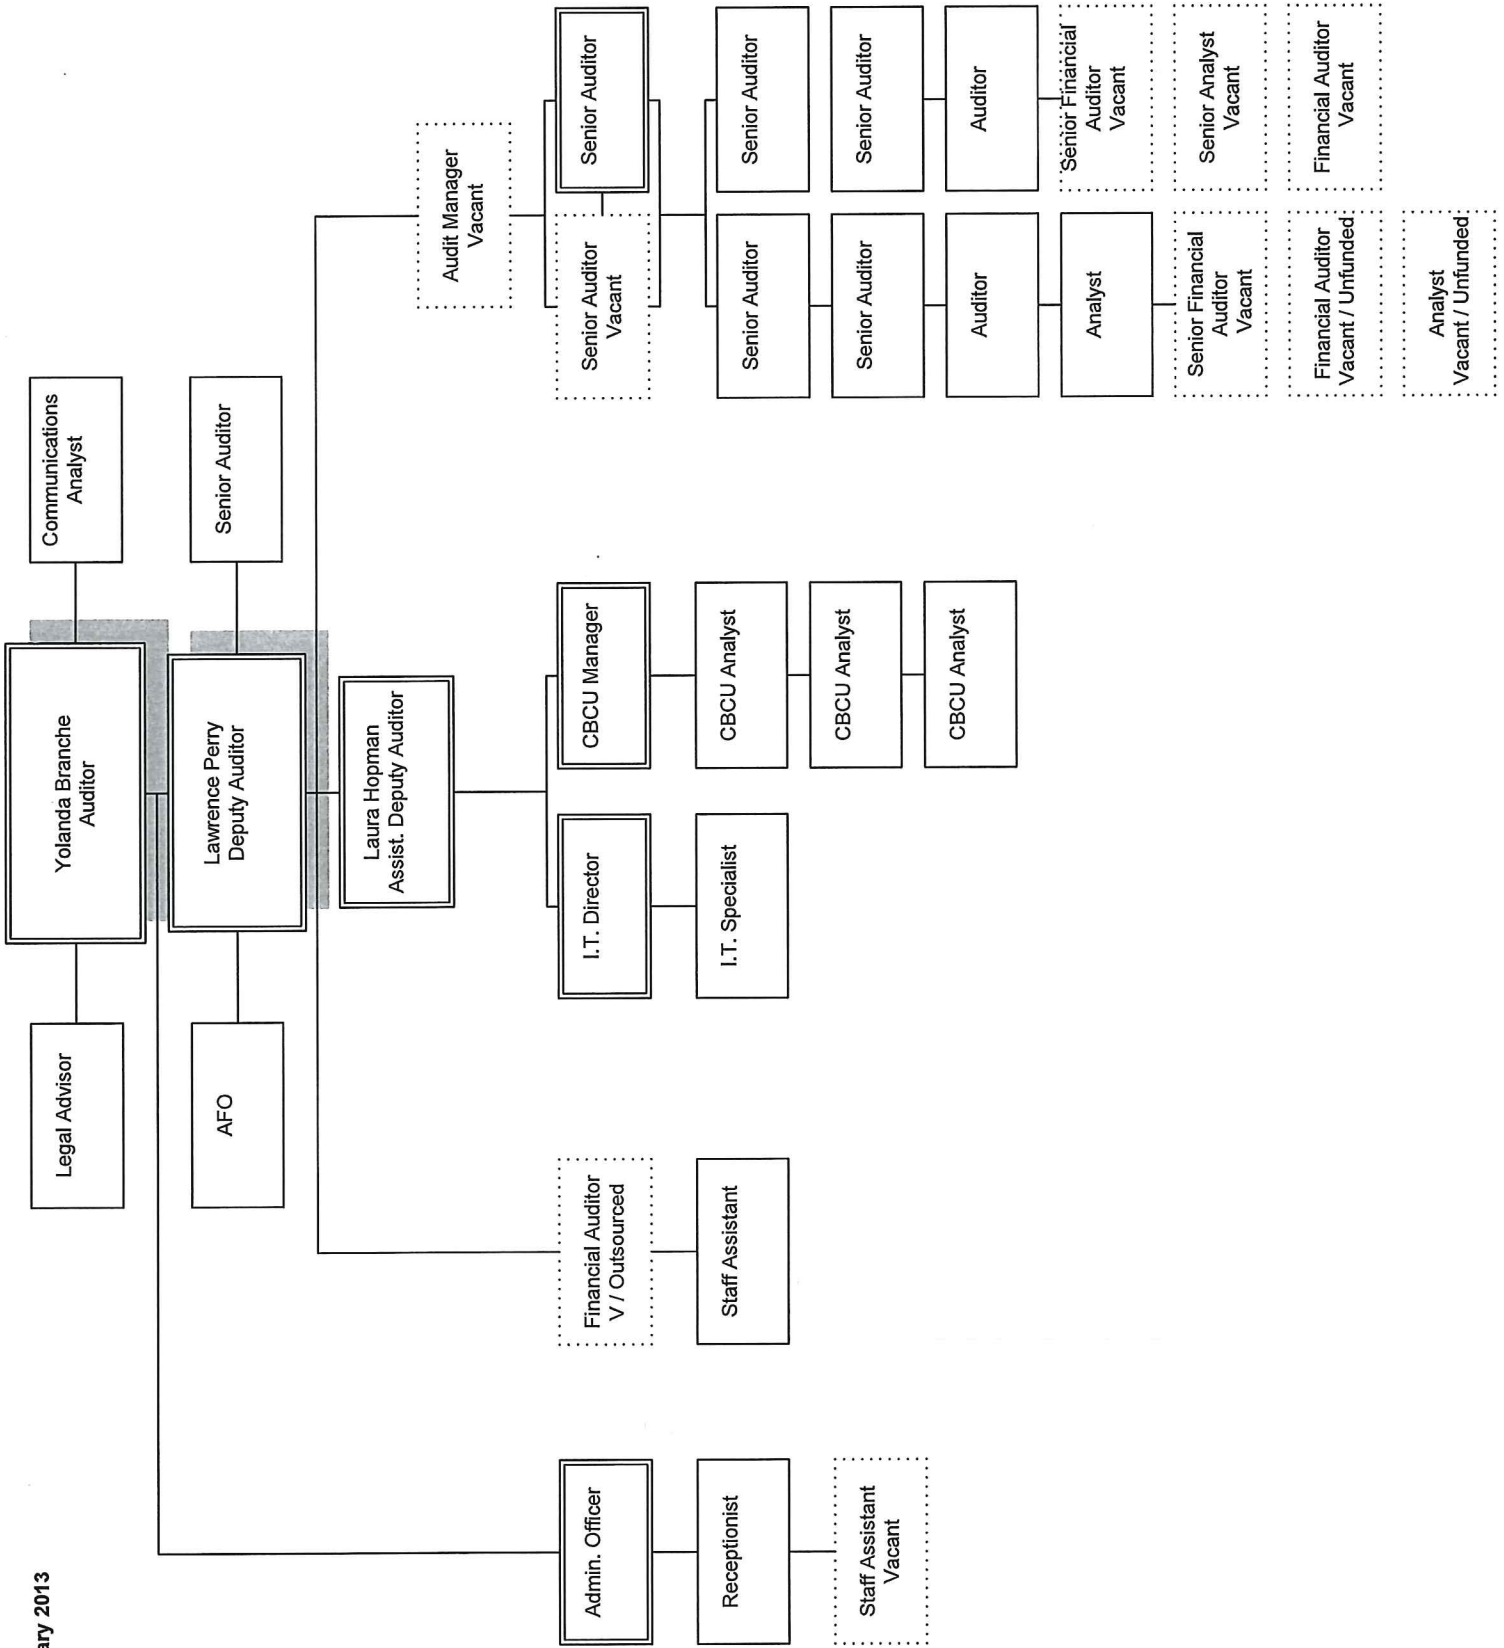 ary 2013
Yolanda Branche
Auditor
Legal Advisor
Communications
Analyst
Lawrence Perry
Deputy Auditor
AFO
Senior Auditor
Laura Hopman
Assist. Deputy Auditor
Admin. Officer
Receptionist
Staff Assistant
Vacant
Financial Auditor
V / Outsourced
Staff Assistant
I.T. Director
I.T. Specialist
CBCU Manager
CBCU Analyst
CBCU Analyst
CBCU Analyst
Audit Manager
Vacant
Senior Auditor
Vacant
Senior Auditor
Senior Auditor
Senior Auditor
Auditor
Analyst
Senior Financial
Auditor
Vacant
Financial Auditor
Vacant / Unfunded
Analyst
Vacant / Unfunded
Senior Auditor
Senior Auditor
Auditor
Senior Financial
Auditor
Vacant
Senior Analyst
Vacant
Financial Auditor
Vacant